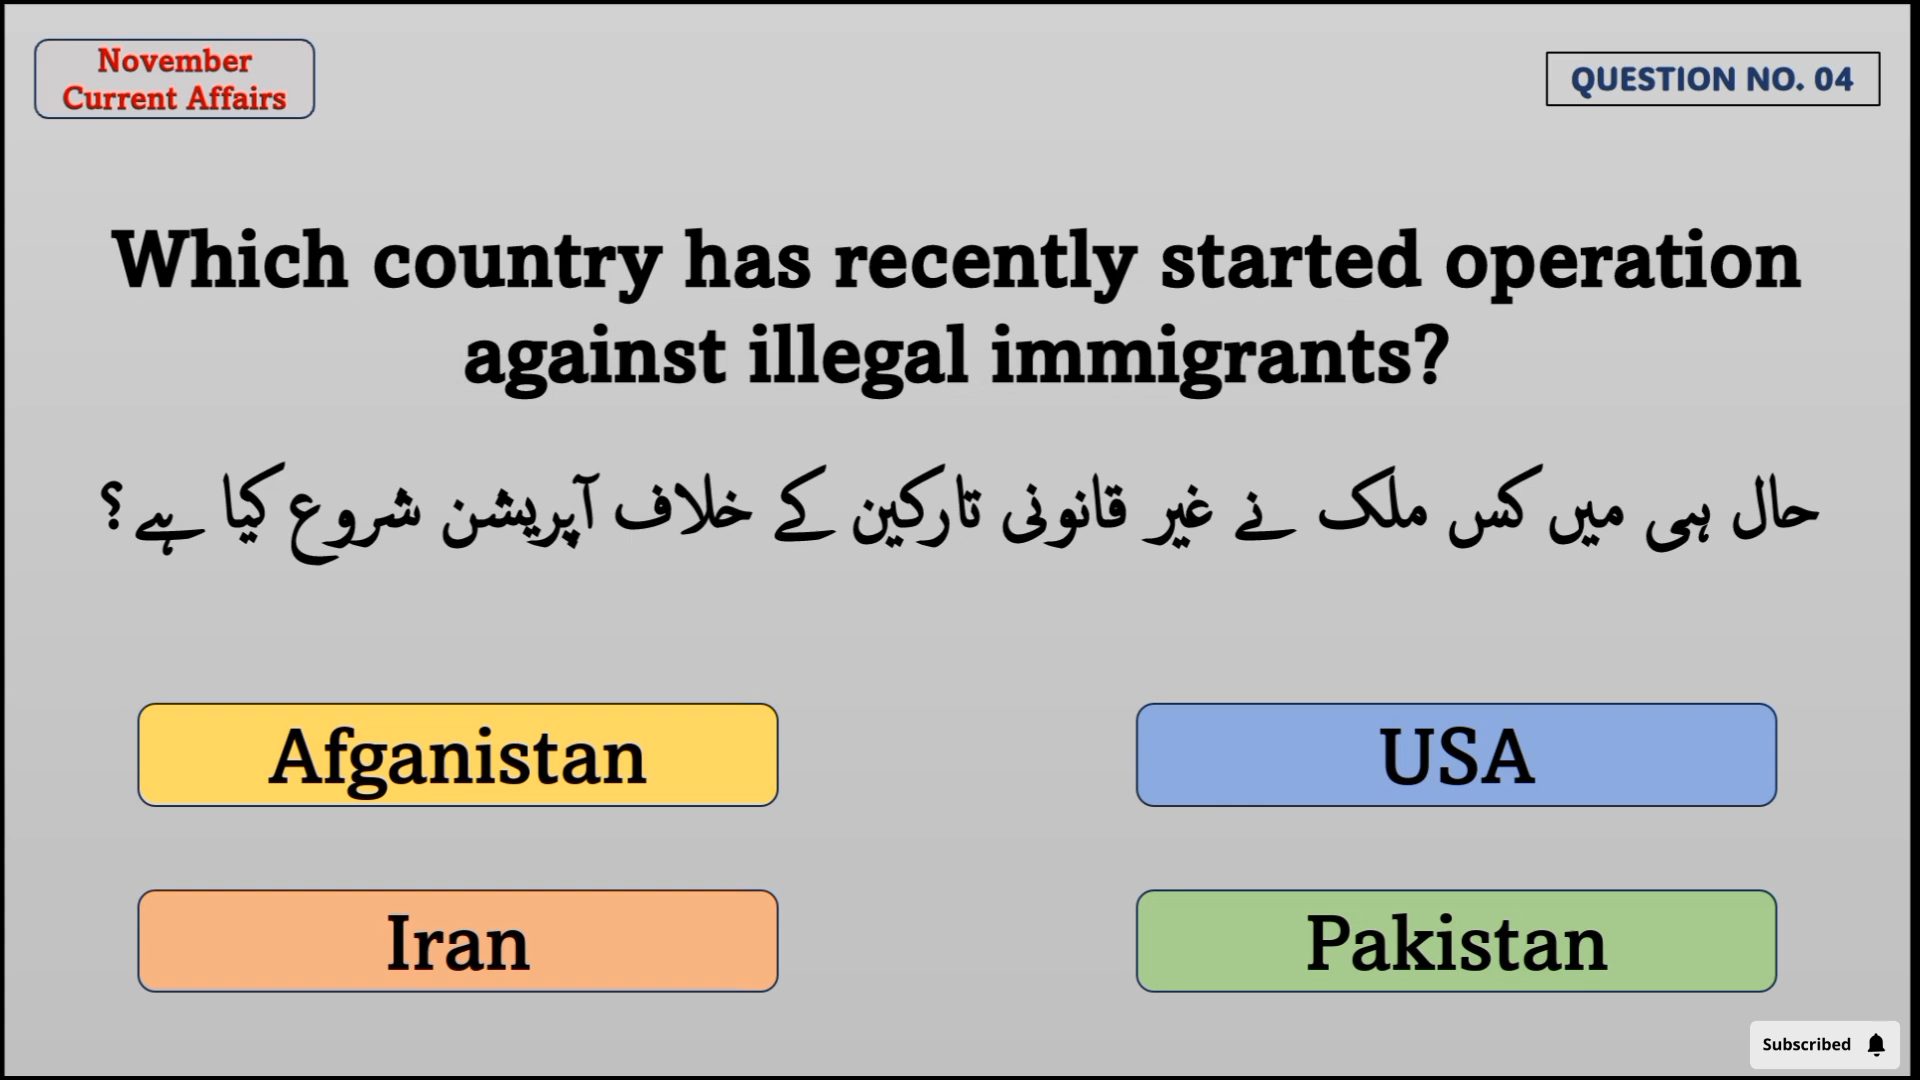 November
Current Affairs
QUESTION NO. 04
Which country has recently started operation
against illegal immigrants?
حال ہی میں کس ملک نے غیر قانونی تارکین کے خلاف آپریشن شروع کیا ہے؟
Afganistan
USA
Iran
Pakistan
Subscribed